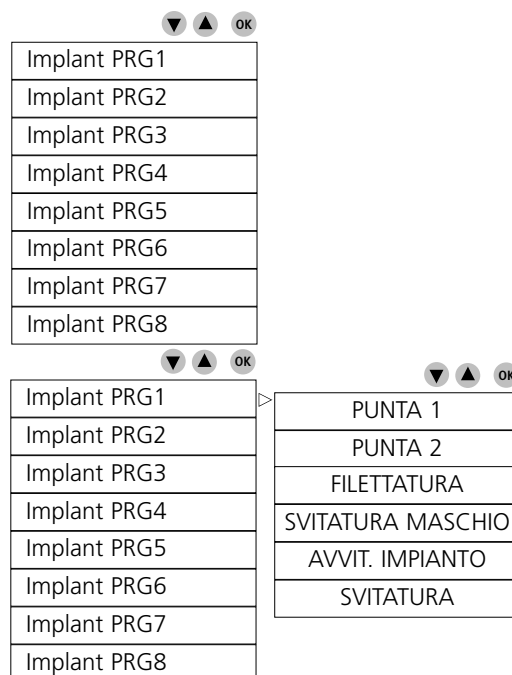 OK
Implant PRG1
Implant PRG2
Implant PRG3
Implant PRG4
Implant PRG5
Implant PRG6
Implant PRG7
Implant PRG8
OK
Implant PRG1
Implant PRG2
Implant PRG3
Implant PRG4
Implant PRG5
Implant PRG6
Implant PRG7
Implant PRG8
OK
PUNTA 1
PUNTA 2
FILETTATURA
SVITATURA MASCHIO
AVVIT. IMPIANTO
SVITATURA